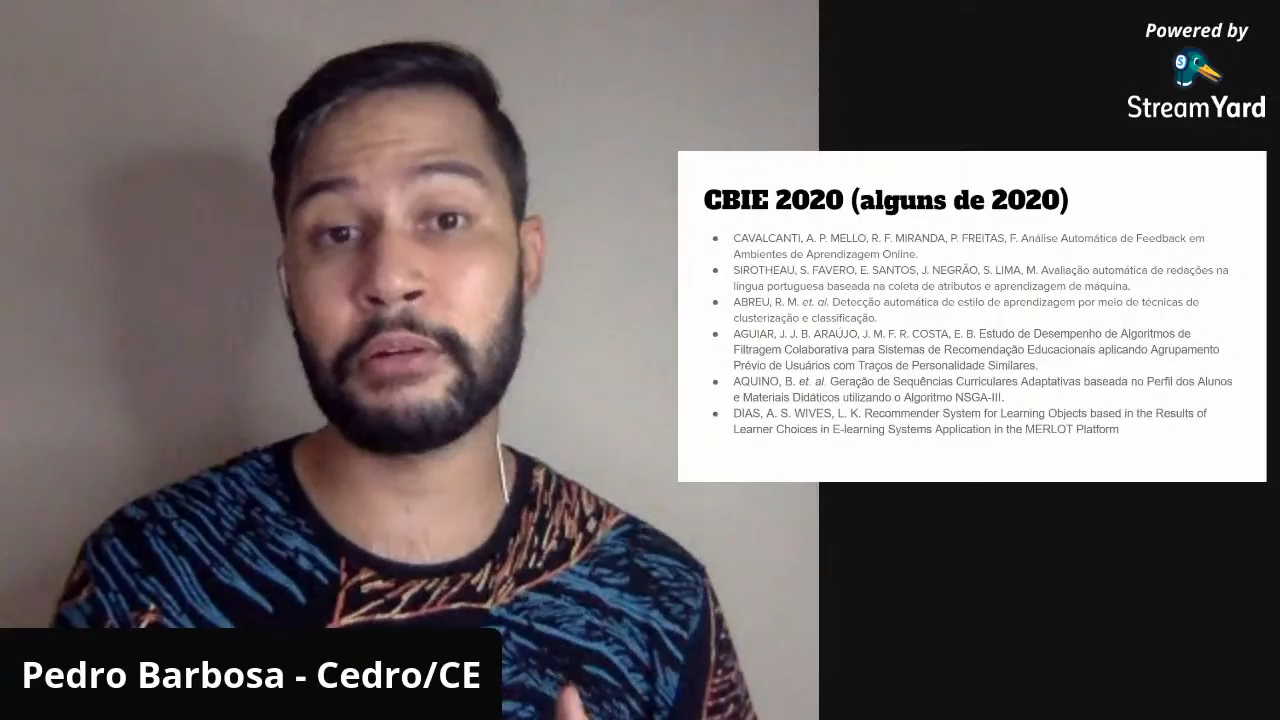 Powered by
StreamYard
CBIE 2020 (alguns de 2020)
● CAVALCANTI, A. P. MELLO, R. F. MIRANDA, P. FREITAS, F. Análise Automática de Feedback em
Ambientes de Aprendizagem Online.
● SIROTHEAU, S. FAVERO, E. SANTOS, J. NEGRÃO, S. LIMA, M. Avaliação automática de redações na
língua portuguesa baseada na coleta de atributos e aprendizagem de máquina.
● ABREU, R. M. et. al. Detecção automática de estilo de aprendizagem por meio de técnicas de
clusterização e classificação.
● AGUIAR, J. J. B. ARAÚJO, J. M. F. R. COSTA, E. B. Estudo de Desempenho de Algoritmos de
Filtragem Colaborativa para Sistemas de Recomendação Educacionais aplicando Agrupamento
Prévio de Usuários com Traços de Personalidade Similares.
● AQUINO, B. et. al. Geração de Sequências Curriculares Adaptativas baseada no Perfil dos Alunos
e Materiais Didáticos utilizando o Algoritmo NSGA-III.
● DIAS, A. S. WIVES, L. K. Recommender System for Learning Objects based in the Results of
Learner Choices in E-learning Systems Application in the MERLOT Platform
Pedro Barbosa - Cedro/CE